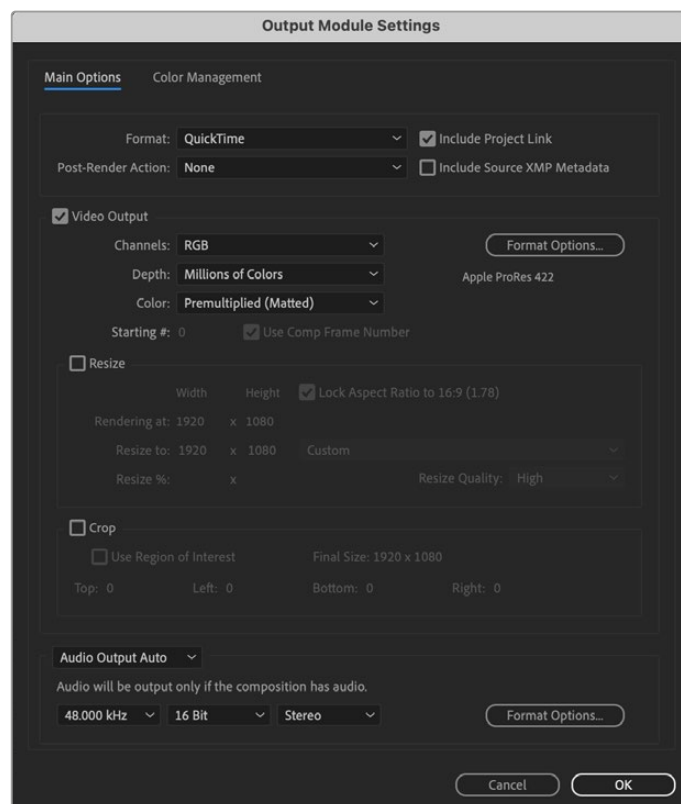 Output Module Settings
Main Options Color Management
Format: QuickTime Include Project Link
Post-Render Action: None Include Source XMP Metadata
Video Output
Channels: RGB Format Options...
Depth: Millions of Colors Apple ProRes 422
Color: Premultiplied (Matted)
Starting #: 0 Use Comp Frame Number
Resize
Width Height Lock Aspect Ratio to 16:9 (1.78)
Rendering at: 1920 x 1080
Resize to: 1920 x 1080 Custom
Resize %: x Resize Quality: High
Crop
Use Region of Interest Final Size: 1920 x 1080
Top: 0 Left: 0 Bottom: 0 Right: 0
Audio Output Auto
Audio will be output only if the composition has audio.
48.000 kHz 16 Bit Stereo Format Options...
Cancel OK